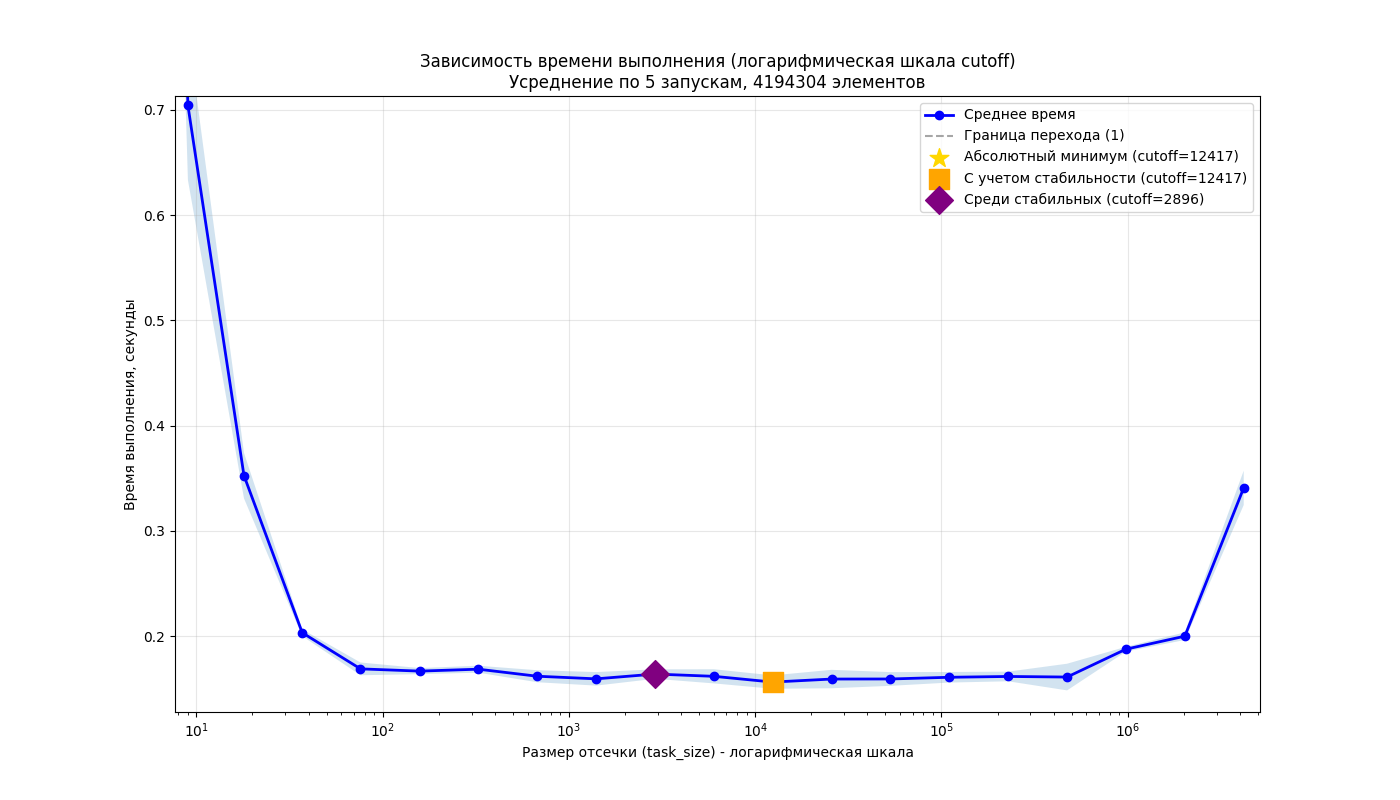 Зависимость времени выполнения (логарифмическая шкала cutoff)
Усреднение по 5 запускам, 4194304 элементов
Среднее время
Граница перехода (1)
Абсолютный минимум (cutoff=12417)
С учетом стабильности (cutoff=12417)
Среди стабильных (cutoff=2896)
Время выполнения, секунды
0.7
0.6
0.5
0.4
0.3
0.2
10¹
10²
10³
10⁴
10⁵
10⁶
Размер отсечки (task_size) - логарифмическая шкала